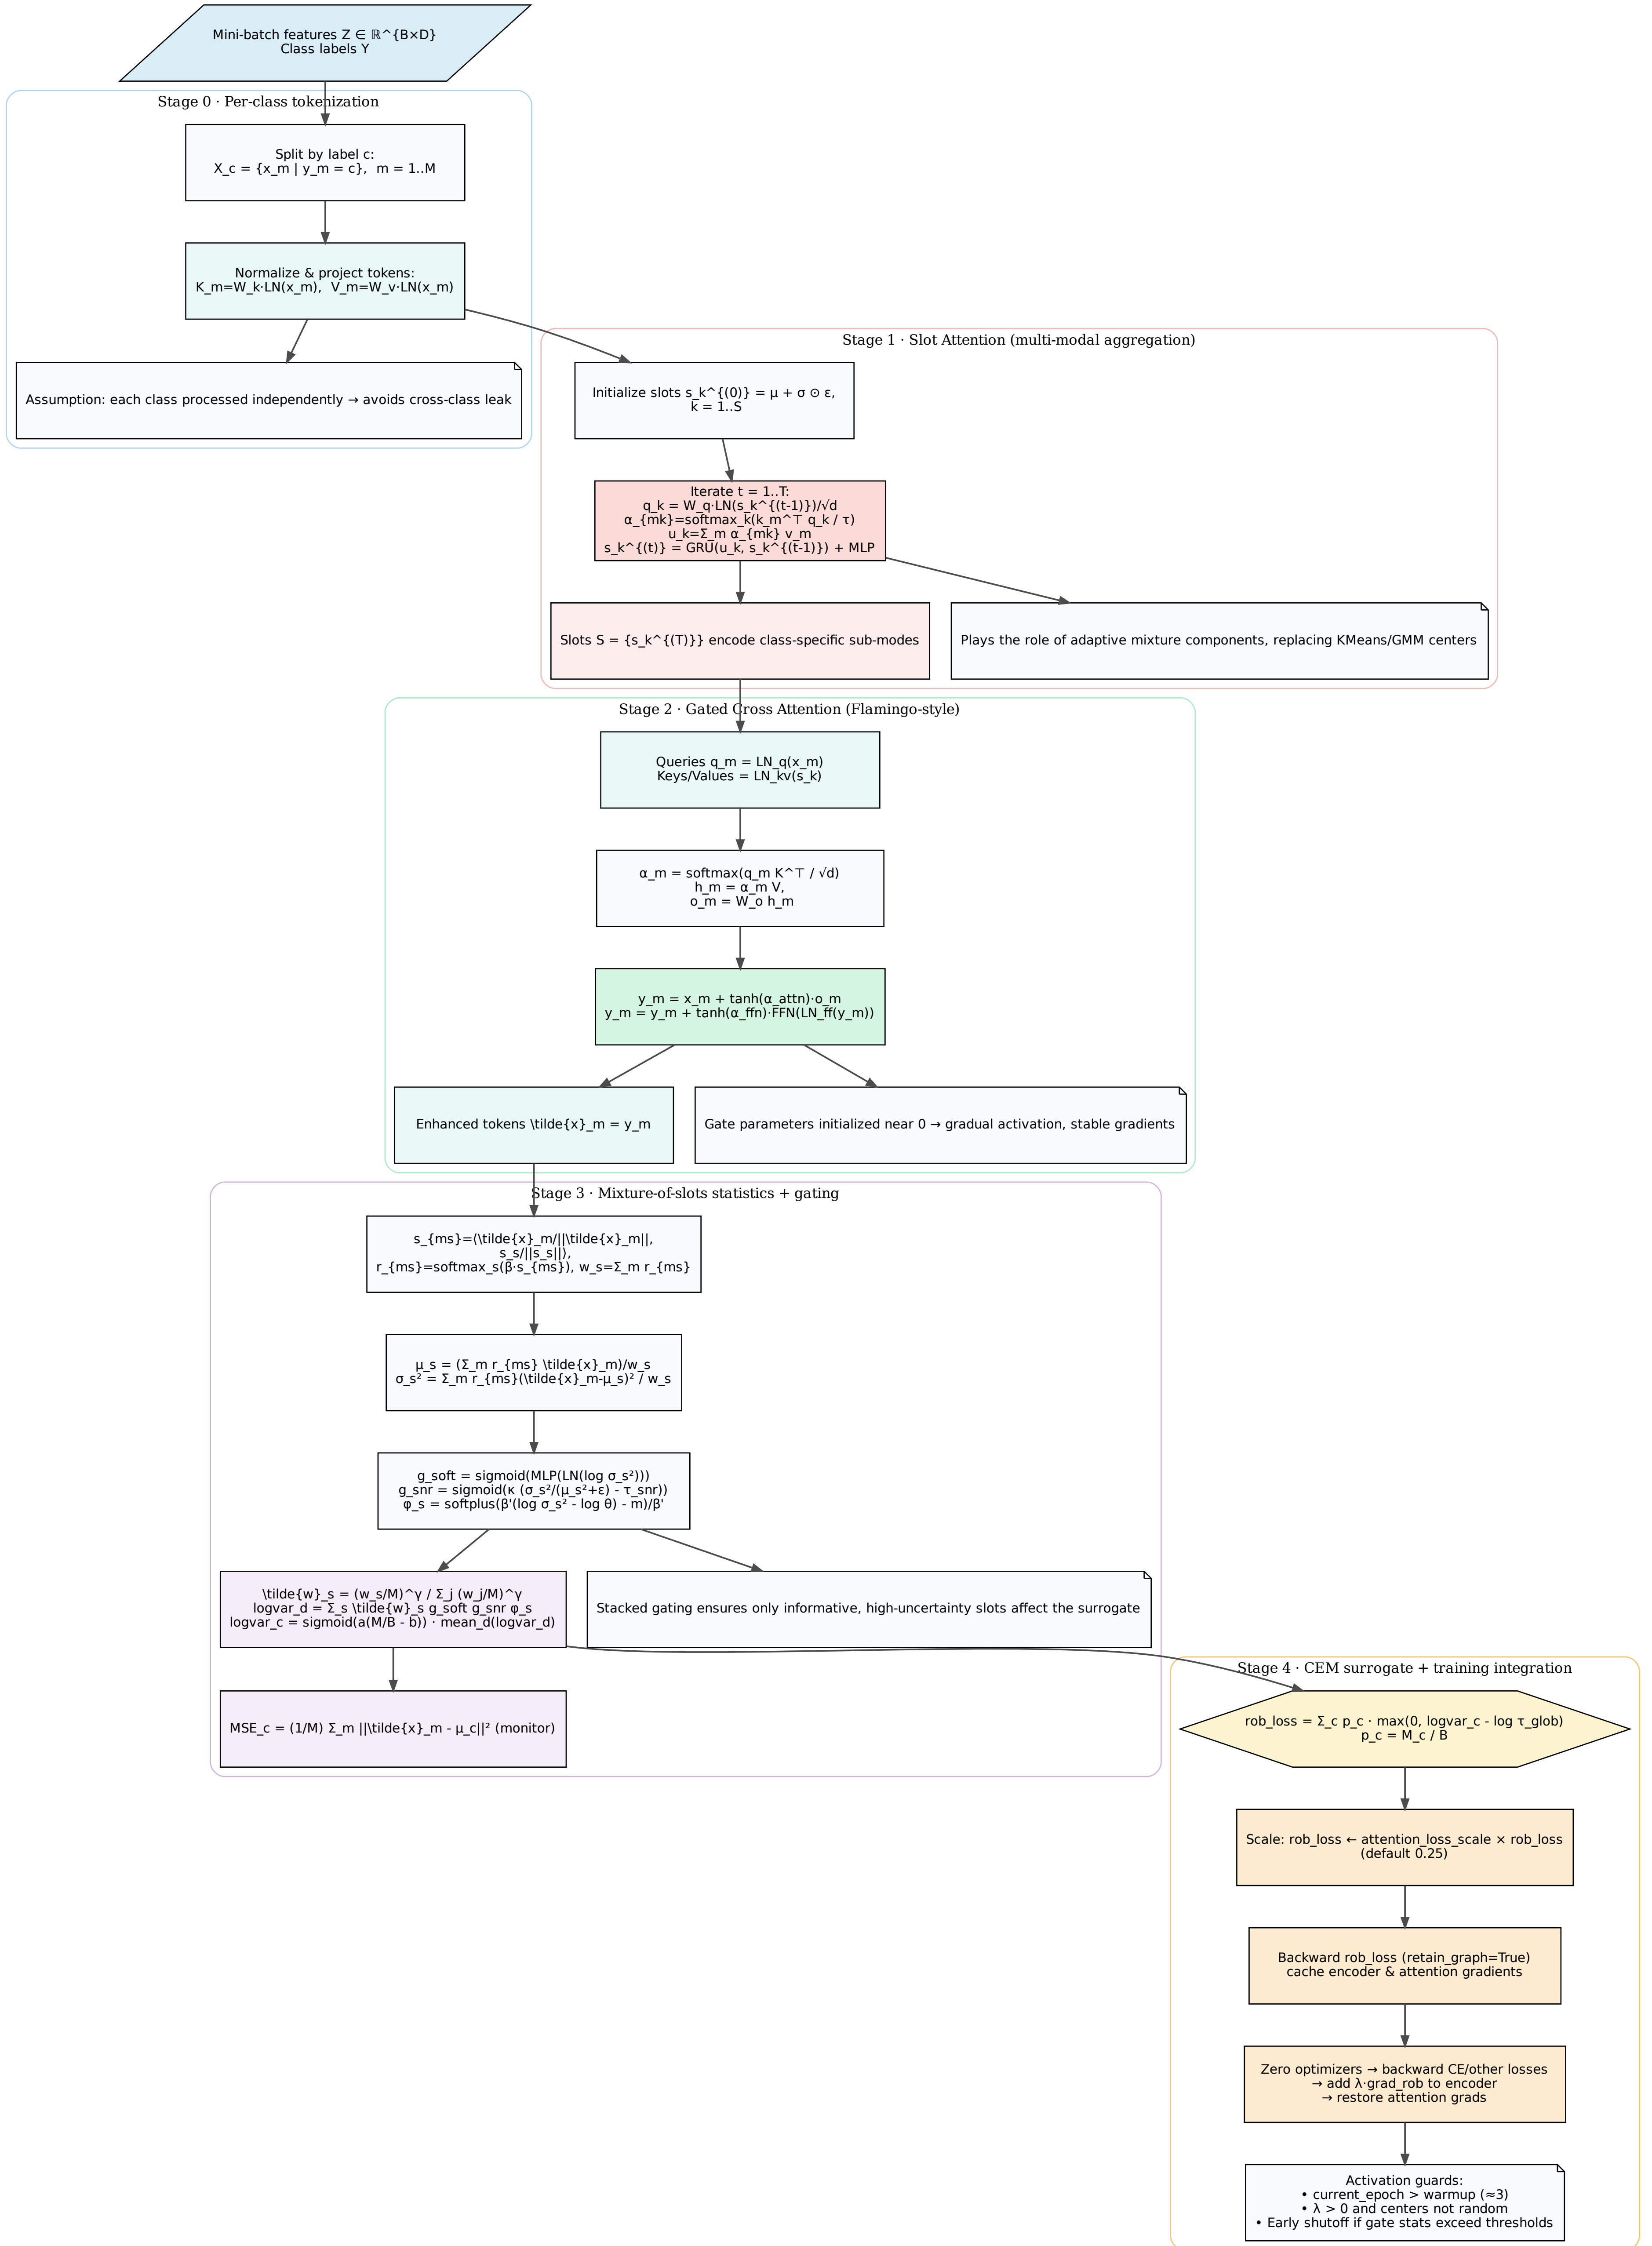 Mini-batch features Z ∈ ℝ^{B×D}
Class labels Y
Stage 0 · Per-class tokenization
Split by label c:
X_c = {x_m | y_m = c},  m = 1..M
Normalize & project tokens:
K_m=W_k·LN(x_m),  V_m=W_v·LN(x_m)
Assumption: each class processed independently → avoids cross-class leak
Stage 1 · Slot Attention (multi-modal aggregation)
Initialize slots s_k^{(0)} = μ + σ ⊙ ε,
k = 1..S
Iterate t = 1..T:
q_k = W_q·LN(s_k^{(t-1)})/√d
α_{mk}=softmax_k(k_m^⊤ q_k / τ)
u_k=Σ_m α_{mk} v_m
s_k^{(t)} = GRU(u_k, s_k^{(t-1)}) + MLP
Slots S = {s_k^{(T)}} encode class-specific sub-modes
Plays the role of adaptive mixture components, replacing KMeans/GMM centers
Stage 2 · Gated Cross Attention (Flamingo-style)
Queries q_m = LN_q(x_m)
Keys/Values = LN_kv(s_k)
α_m = softmax(q_m K^⊤ / √d)
h_m = α_m V,
o_m = W_o h_m
y_m = x_m + tanh(α_attn)·o_m
y_m = y_m + tanh(α_ffn)·FFN(LN_ff(y_m))
Enhanced tokens \tilde{x}_m = y_m
Gate parameters initialized near 0 → gradual activation, stable gradients
Stage 3 · Mixture-of-slots statistics + gating
s_{ms}=⟨\tilde{x}_m/||\tilde{x}_m||,
s_s/||s_s||⟩,
r_{ms}=softmax_s(β·s_{ms}), w_s=Σ_m r_{ms}
μ_s = (Σ_m r_{ms} \tilde{x}_m)/w_s
σ_s² = Σ_m r_{ms}(\tilde{x}_m-μ_s)² / w_s
g_soft = sigmoid(MLP(LN(log σ_s²)))
g_snr = sigmoid(κ (σ_s²/(μ_s²+ε) - τ_snr))
φ_s = softplus(β'(log σ_s² - log θ) - m)/β'
\tilde{w}_s = (w_s/M)^γ / Σ_j (w_j/M)^γ
logvar_d = Σ_s \tilde{w}_s g_soft g_snr φ_s
logvar_c = sigmoid(a(M/B - b)) · mean_d(logvar_d)
Stacked gating ensures only informative, high-uncertainty slots affect the surrogate
MSE_c = (1/M) Σ_m ||\tilde{x}_m - μ_c||² (monitor)
Stage 4 · CEM surrogate + training integration
rob_loss = Σ_c p_c · max(0, logvar_c - log τ_glob)
p_c = M_c / B
Scale: rob_loss ← attention_loss_scale × rob_loss
(default 0.25)
Backward rob_loss (retain_graph=True)
cache encoder & attention gradients
Zero optimizers → backward CE/other losses
→ add λ·grad_rob to encoder
→ restore attention grads
Activation guards:
• current_epoch > warmup (≈3)
• λ > 0 and centers not random
• Early shutoff if gate stats exceed thresholds